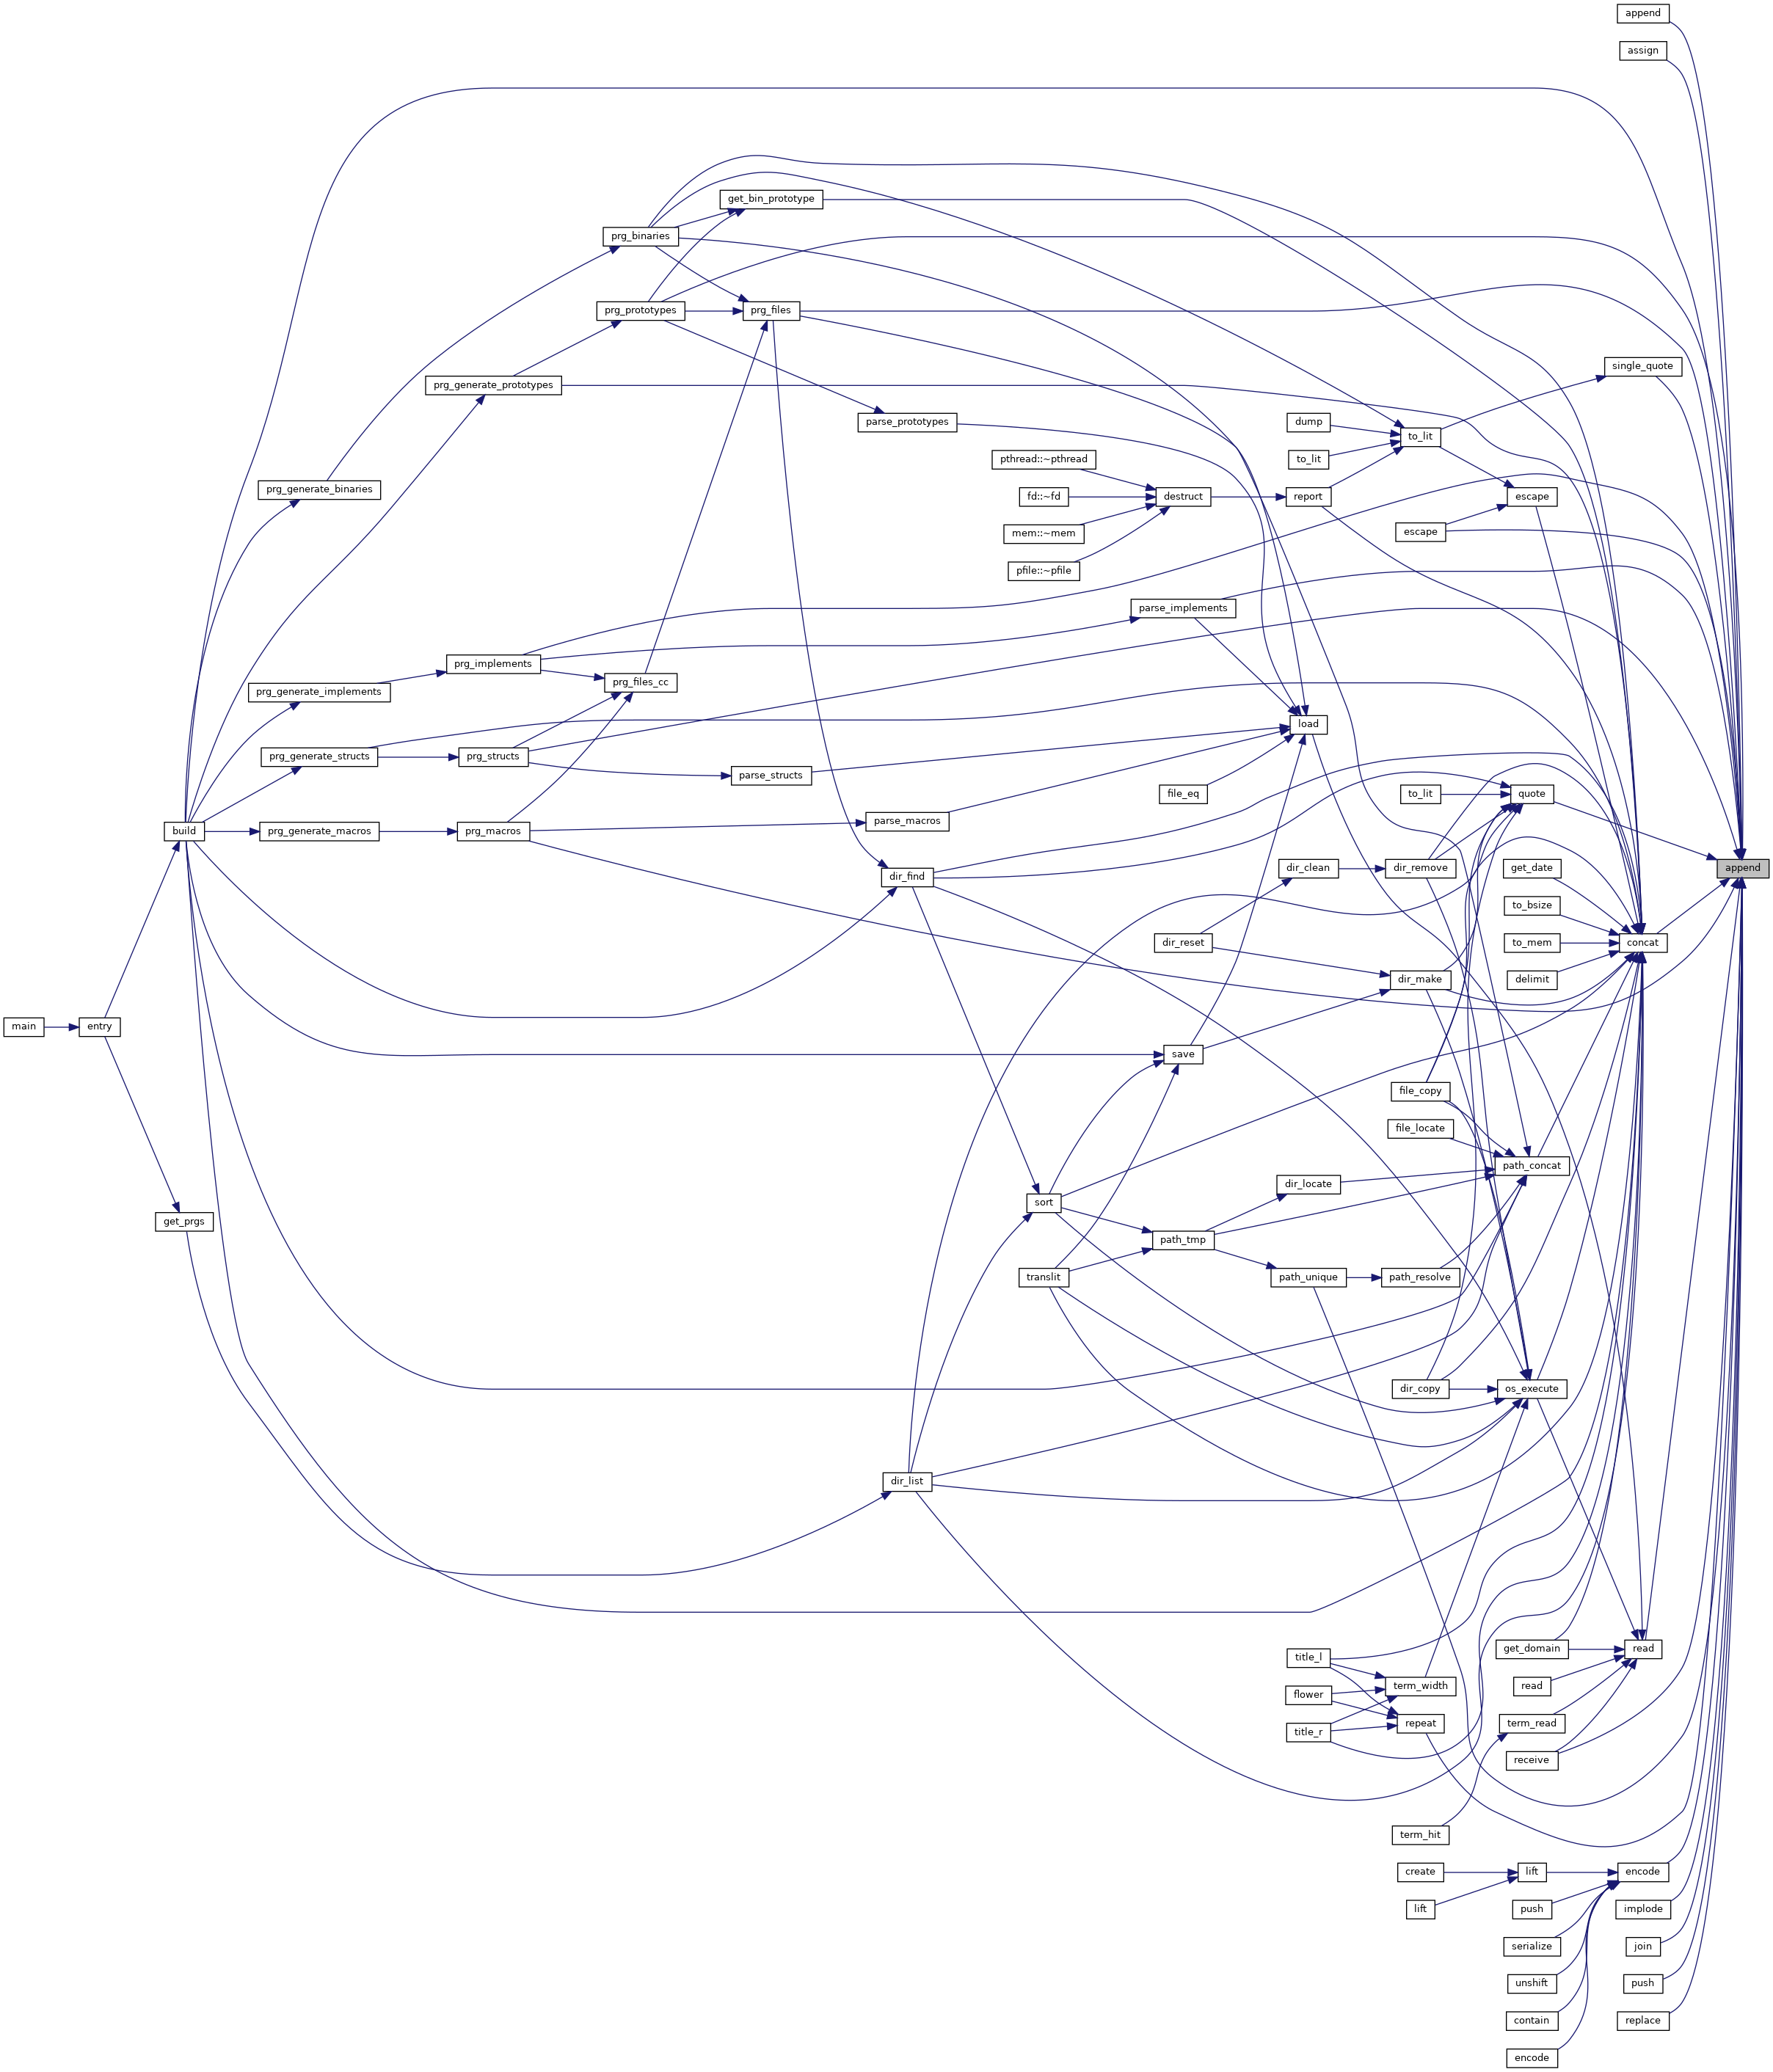 append
assign
get_bin_prototype
prg_binaries
prg_prototypes
prg_files
single_quote
prg_generate_prototypes
parse_prototypes
dump
to_lit
pthread::~pthread
to_lit
prg_generate_binaries
fd::~fd
destruct
report
escape
mem::~mem
escape
pfile::~pfile
parse_implements
prg_implements
prg_files_cc
prg_generate_implements
load
prg_generate_structs
prg_structs
parse_structs
file_eq
to_lit
quote
parse_macros
build
prg_generate_macros
prg_macros
dir_find
dir_clean
dir_remove
get_date
append
to_bsize
dir_reset
to_mem
concat
dir_make
delimit
main
entry
save
file_copy
file_locate
path_concat
dir_locate
sort
get_prgs
path_tmp
translit
path_unique
path_resolve
dir_copy
os_execute
dir_list
get_domain
read
title_l
term_width
read
flower
term_read
title_r
repeat
receive
term_hit
create
lift
encode
lift
push
implode
serialize
join
unshift
push
contain
replace
encode